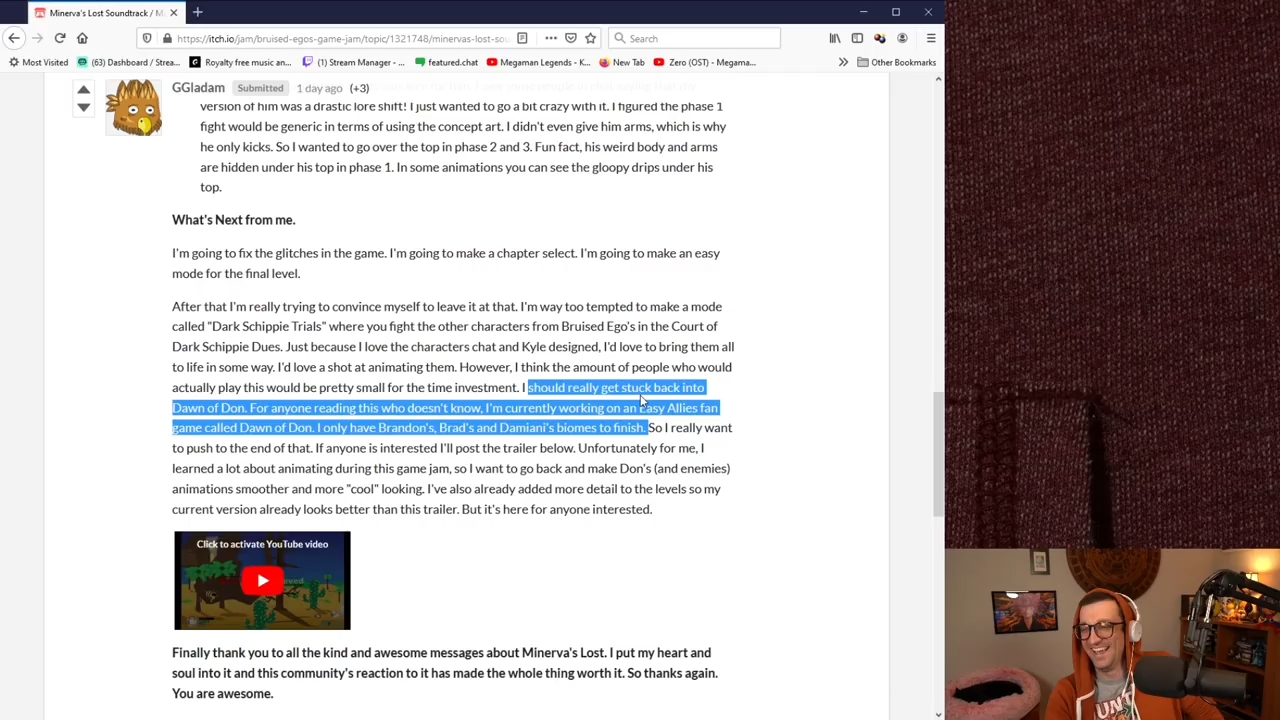 Minerva's Lost Soundtrack / Mi
https://itch.io/jam/bruised-egos-game-jam/topic/1321748/minervas-lost-sou
Search
Most Visited
(63) Dashboard / Strea...
Royalty free music an...
(1) Stream Manager - ...
featured.chat
Megaman Legends - K...
New Tab
Zero (OST) - Megama...
Other Bookmarks
GGladam Submitted 1 day ago (+3)
version of him was a drastic lore shift! I just wanted to go a bit crazy with it. I figured the phase 1
fight would be generic in terms of using the concept art. I didn't even give him arms, which is why
he only kicks. So I wanted to go over the top in phase 2 and 3. Fun fact, his weird body and arms
are hidden under his top in phase 1. In some animations you can see the gloopy drips under his
top.
What's Next from me.
I'm going to fix the glitches in the game. I'm going to make a chapter select. I'm going to make an easy
mode for the final level.
After that I'm really trying to convince myself to leave it at that. I'm way too tempted to make a mode
called "Dark Schippie Trials" where you fight the other characters from Bruised Ego's in the Court of
Dark Schippie Dues. Just because I love the characters chat and Kyle designed, I'd love to bring them all
to life in some way. I'd love a shot at animating them. However, I think the amount of people who would
actually play this would be pretty small for the time investment. I should really get stuck back into
Dawn of Don. For anyone reading this who doesn't know, I'm currently working on an Easy Allies fan
game called Dawn of Don. I only have Brandon's, Brad's and Damiani's biomes to finish. So I really want
to push to the end of that. If anyone is interested I'll post the trailer below. Unfortunately for me, I
learned a lot about animating during this game jam, so I want to go back and make Don's (and enemies)
animations smoother and more "cool" looking. I've also already added more detail to the levels so my
current version already looks better than this trailer. But it's here for anyone interested.
Click to activate YouTube video
Finally thank you to all the kind and awesome messages about Minerva's Lost. I put my heart and
soul into it and this community's reaction to it has made the whole thing worth it. So thanks again.
You are awesome.